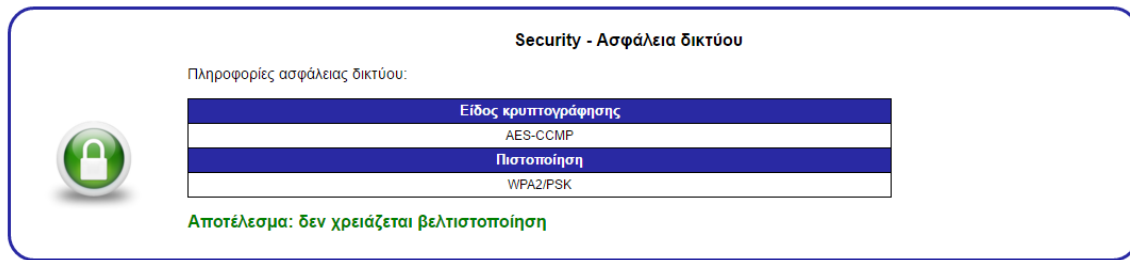 Security - Ασφάλεια δικτύου
Πληροφορίες ασφάλειας δικτύου:
Είδος κρυπτογράφησης
AES-CCMP
Πιστοποίηση
WPA2/PSK
Αποτέλεσμα: δεν χρειάζεται βελτιστοποίηση